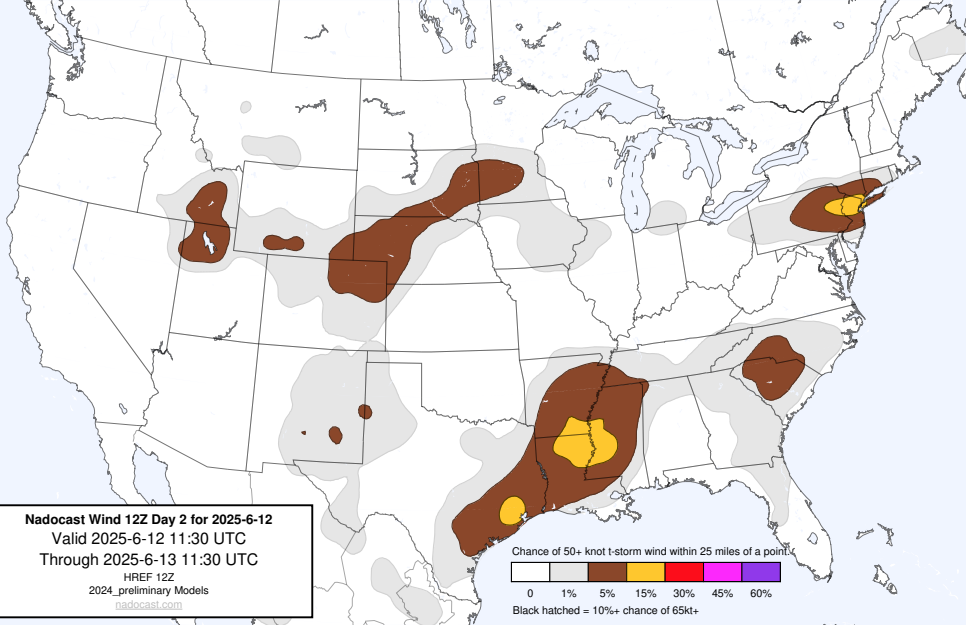 Nadocast Wind 12Z Day 2 for 2025-6-12
Valid 2025-6-12 11:30 UTC
Through 2025-6-13 11:30 UTC
HREF 12Z
2024_preliminary Models
nadocast.com
Chance of 50+ knot t-storm wind within 25 miles of a point.
0 1% 5% 15% 30% 45% 60%
Black hatched = 10%+ chance of 65kt+